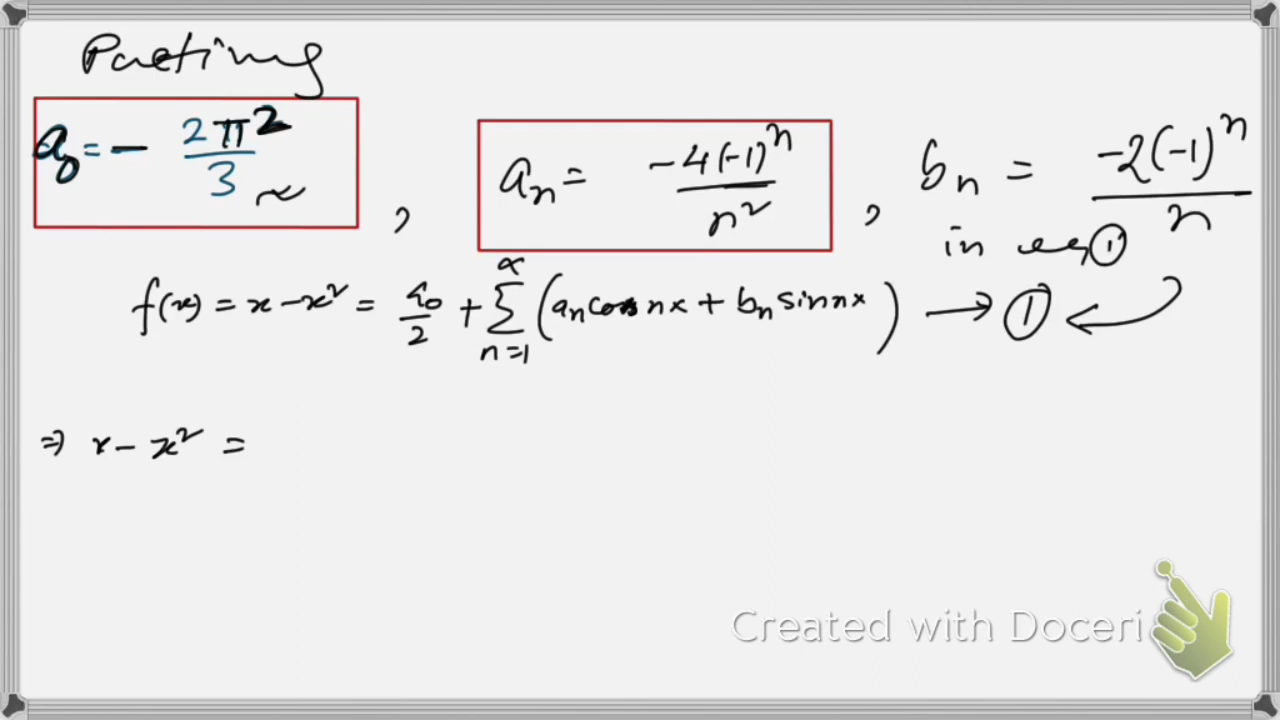 Putting
a₀ = - 2π²/3 , aₙ = -4(-1)ⁿ/n² , bₙ = -2(-1)ⁿ/n
in eq ①
f(x) = x - x² = a₀/2 + ∑_{n=1}^{∞} (aₙ cos nx + bₙ sin nx) → ①
⇒ x - x² =
Created with Doceri